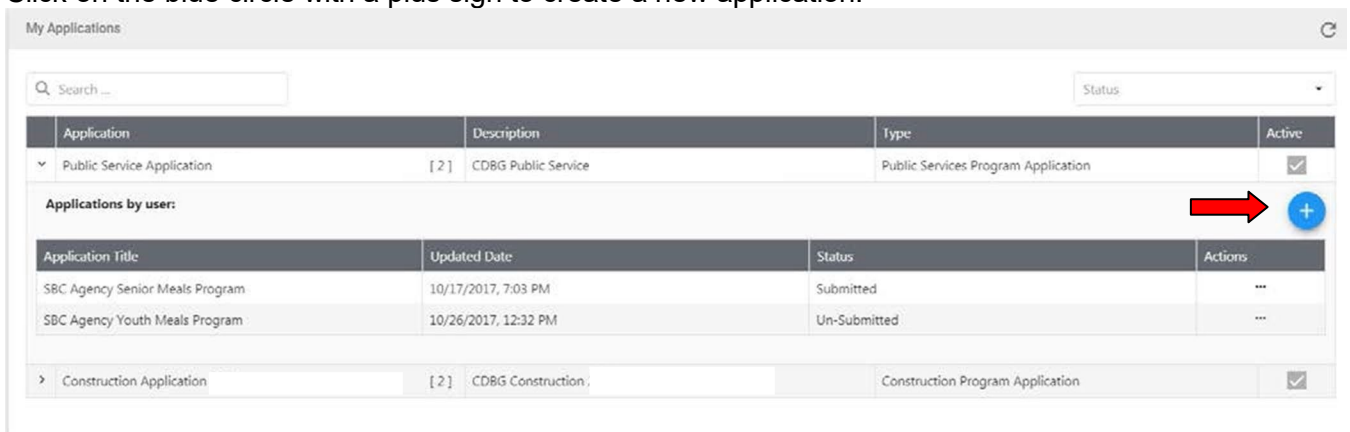 Click on the blue circle with a plus sign to create a new application.
My Applications
Search ...
Status
Application Description Type Active
Public Service Application [ 2 ] CDBG Public Service Public Services Program Application
Applications by user:
Application Title Updated Date Status Actions
SBC Agency Senior Meals Program 10/17/2017, 7:03 PM Submitted ...
SBC Agency Youth Meals Program 10/26/2017, 12:32 PM Un-Submitted ...
Construction Application [ 2 ] CDBG Construction Construction Program Application